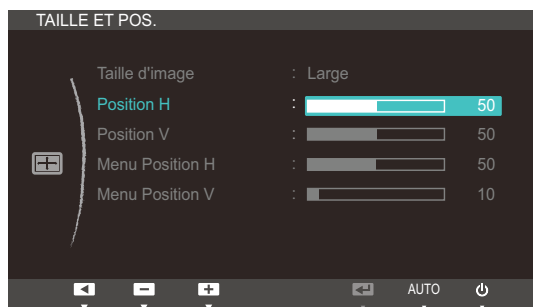 TAILLE ET POS.
Taille d'image : Large
Position H : 50
Position V : 50
Menu Position H : 50
Menu Position V : 10
AUTO